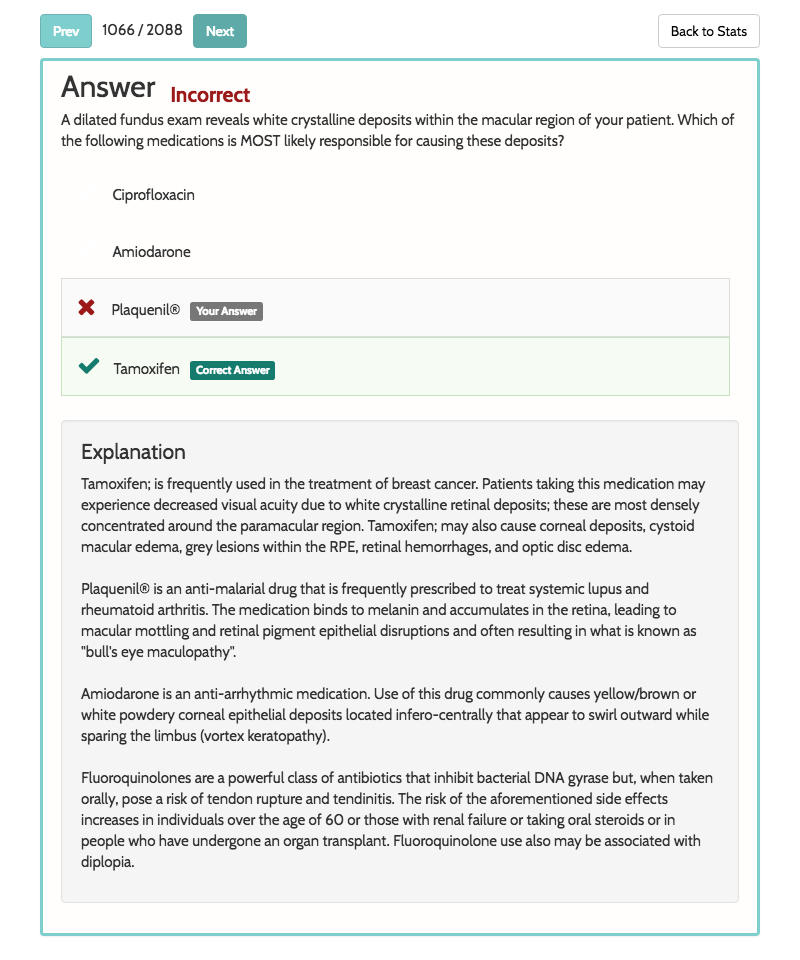 Prev 1066 / 2088 Next Back to Stats
Answer Incorrect
A dilated fundus exam reveals white crystalline deposits within the macular region of your patient. Which of
the following medications is MOST likely responsible for causing these deposits?
Ciprofloxacin
Amiodarone
Plaquenil® Your Answer
Tamoxifen Correct Answer
Explanation
Tamoxifen; is frequently used in the treatment of breast cancer. Patients taking this medication may
experience decreased visual acuity due to white crystalline retinal deposits; these are most densely
concentrated around the paramacular region. Tamoxifen; may also cause corneal deposits, cystoid
macular edema, grey lesions within the RPE, retinal hemorrhages, and optic disc edema.
Plaquenil® is an anti-malarial drug that is frequently prescribed to treat systemic lupus and
rheumatoid arthritis. The medication binds to melanin and accumulates in the retina, leading to
macular mottling and retinal pigment epithelial disruptions and often resulting in what is known as
"bull's eye maculopathy".
Amiodarone is an anti-arrhythmic medication. Use of this drug commonly causes yellow/brown or
white powdery corneal epithelial deposits located infero-centrally that appear to swirl outward while
sparing the limbus (vortex keratopathy).
Fluoroquinolones are a powerful class of antibiotics that inhibit bacterial DNA gyrase but, when taken
orally, pose a risk of tendon rupture and tendinitis. The risk of the aforementioned side effects
increases in individuals over the age of 60 or those with renal failure or taking oral steroids or in
people who have undergone an organ transplant. Fluoroquinolone use also may be associated with
diplopia.